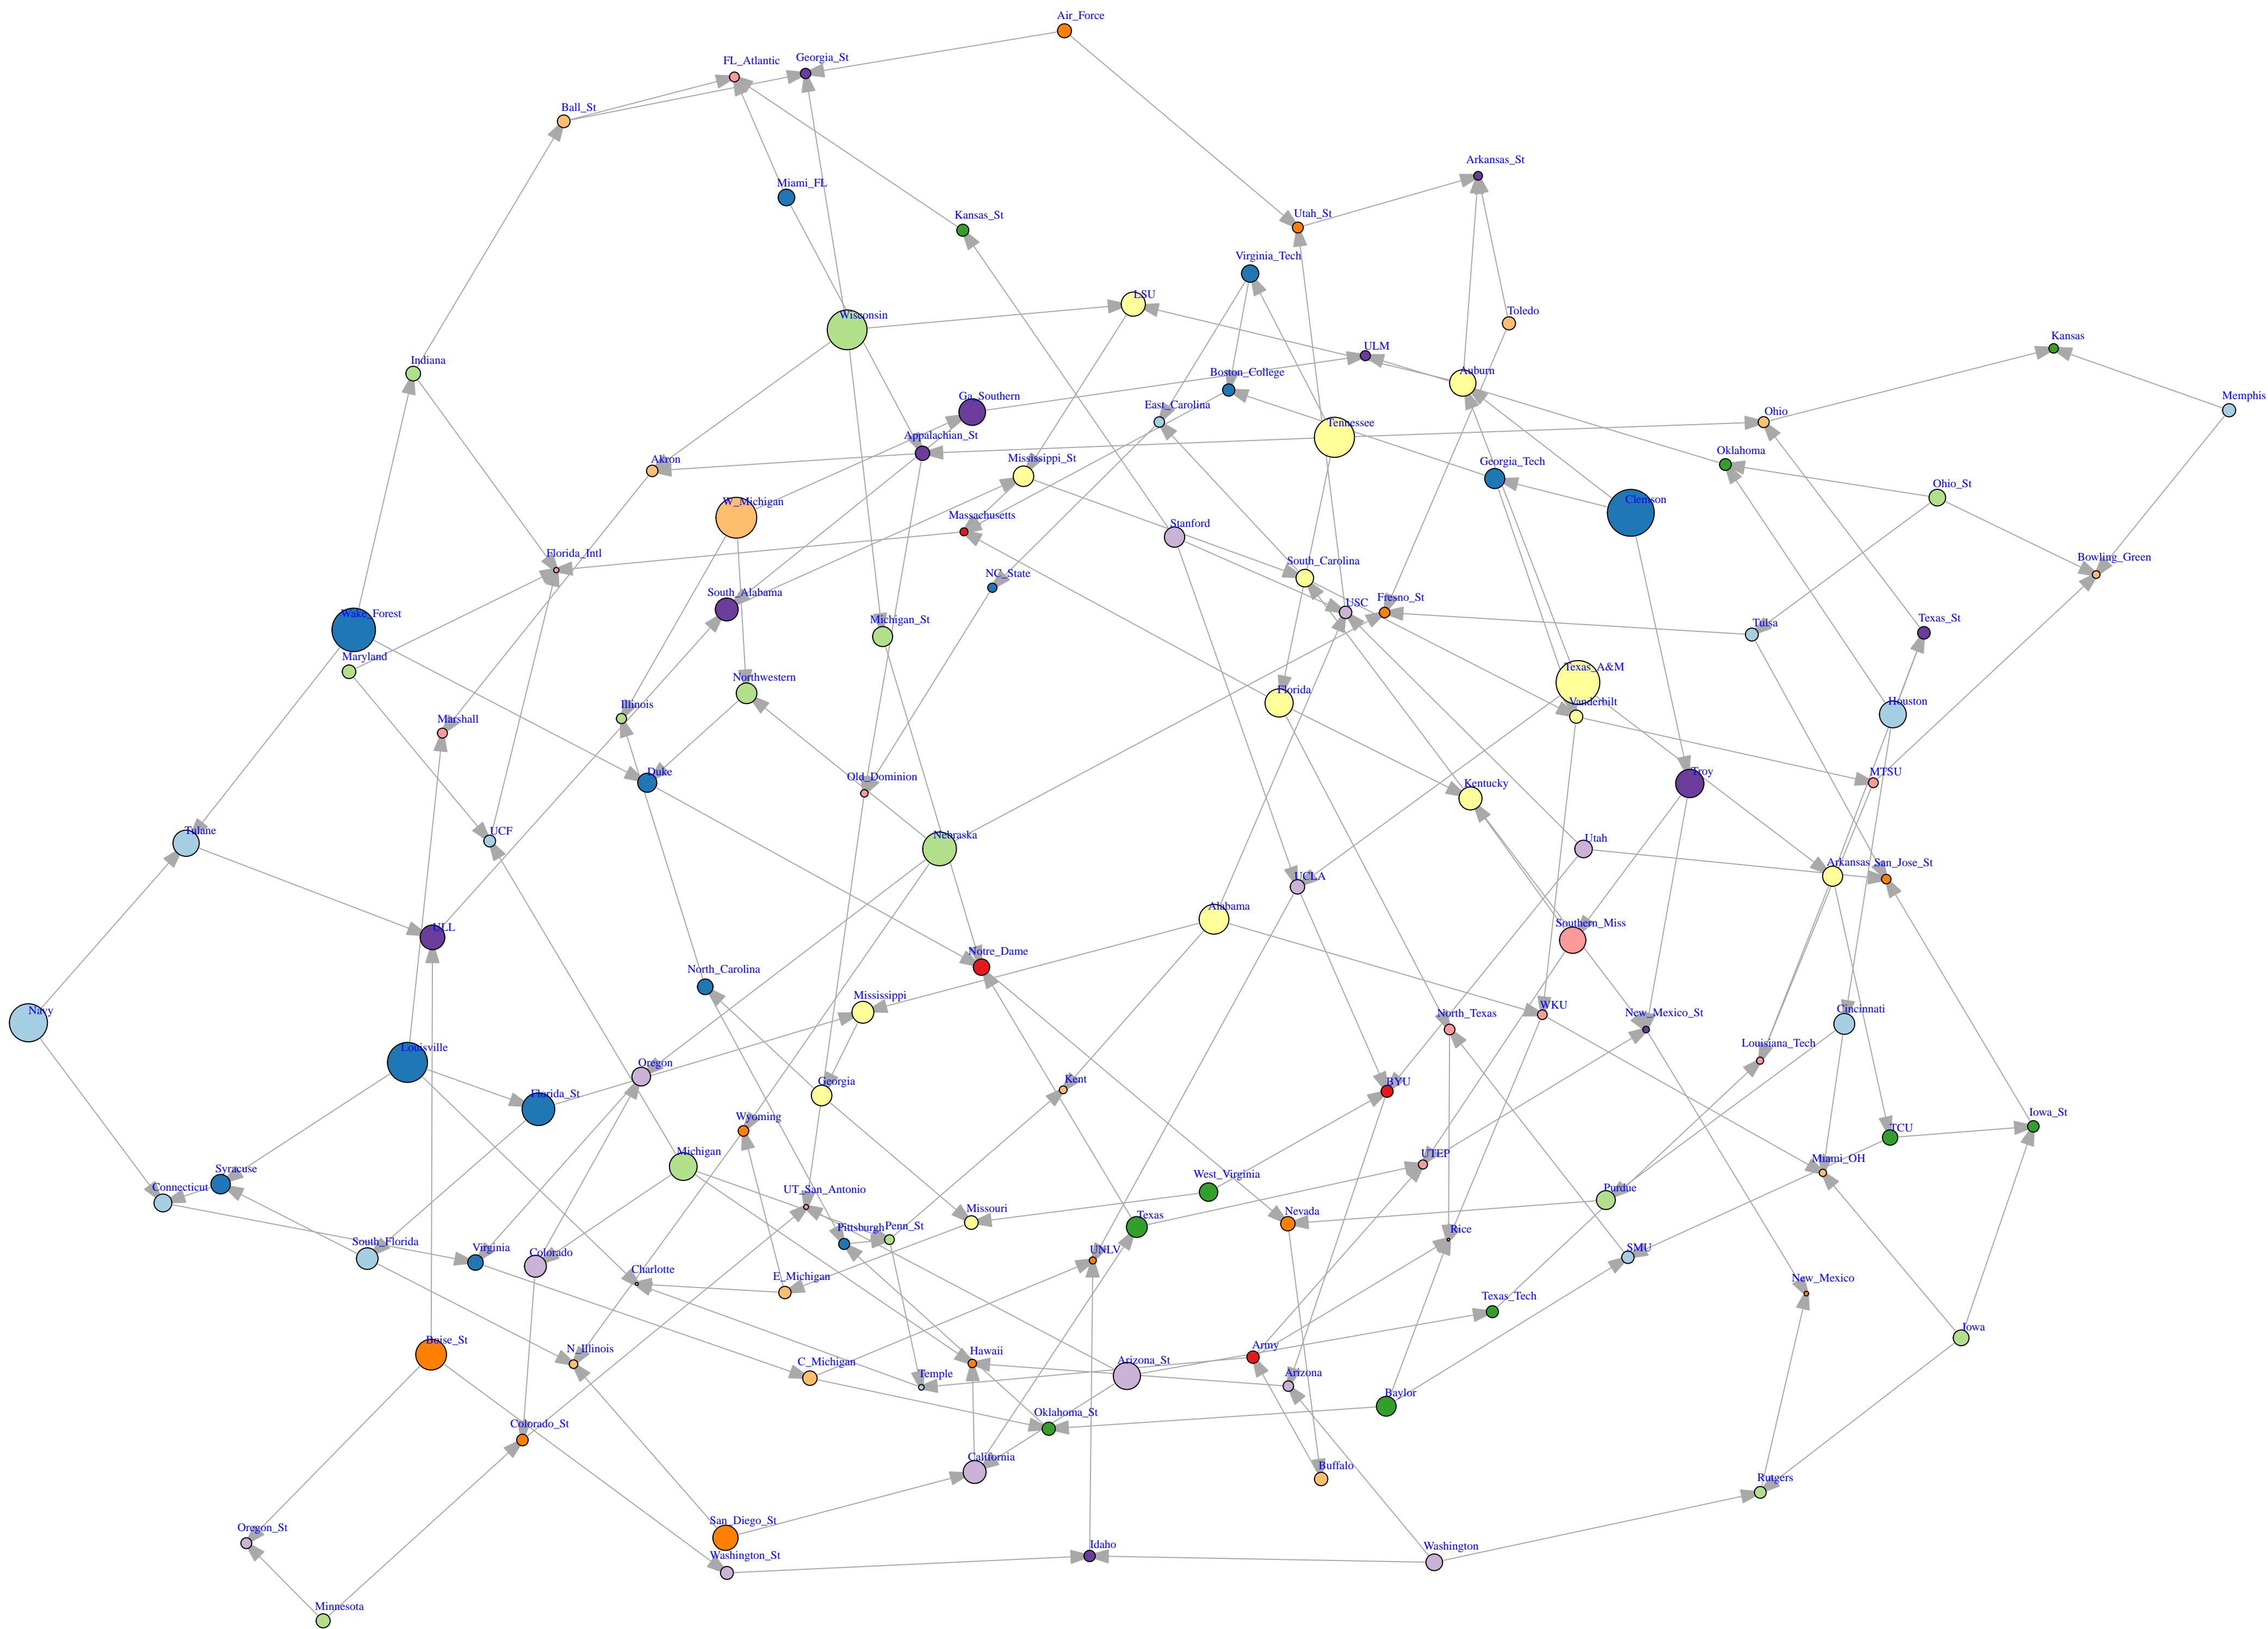 Air_Force
FL_Atlantic
Georgia_St
Ball_St
Arkansas_St
Miami_FL
Kansas_St
Utah_St
Virginia_Tech
LSU
Wisconsin
Toledo
Kansas
ULM
Indiana
Boston_College
Auburn
Ga_Southern
Memphis
East_Carolina
Ohio
Tennessee
Appalachian_St
Oklahoma
Akron
Mississippi_St
Georgia_Tech
Ohio_St
W_Michigan
Clemson
Massachusetts
Stanford
Florida_Intl
South_Carolina
Bowling_Green
NC_State
South_Alabama
USC
Fresno_St
Wake_Forest
Michigan_St
Texas_St
Tulsa
Maryland
Texas_A&M
Northwestern
Florida
Illinois
Vanderbilt
Houston
Marshall
Duke
Old_Dominion
Kentucky
Troy
MTSU
Tulane
UCF
Nebraska
Utah
Arkansas
San_Jose_St
UCLA
Alabama
ULL
Southern_Miss
Notre_Dame
North_Carolina
Mississippi
Navy
WKU
North_Texas
New_Mexico_St
Cincinnati
Louisville
Oregon
Louisiana_Tech
Georgia
Kent
BYU
Florida_St
Wyoming
Iowa_St
TCU
Michigan
UTEP
Miami_OH
Syracuse
Connecticut
UT_San_Antonio
West_Virginia
Purdue
Missouri
Texas
Nevada
Pittsburgh
Penn_St
Rice
South_Florida
Virginia
Colorado
UNLV
SMU
Charlotte
E_Michigan
New_Mexico
Texas_Tech
Iowa
Boise_St
N_Illinois
C_Michigan
Hawaii
Arizona_St
Army
Temple
Arizona
Baylor
Colorado_St
Oklahoma_St
California
Buffalo
Rutgers
Oregon_St
San_Diego_St
Washington_St
Idaho
Washington
Minnesota